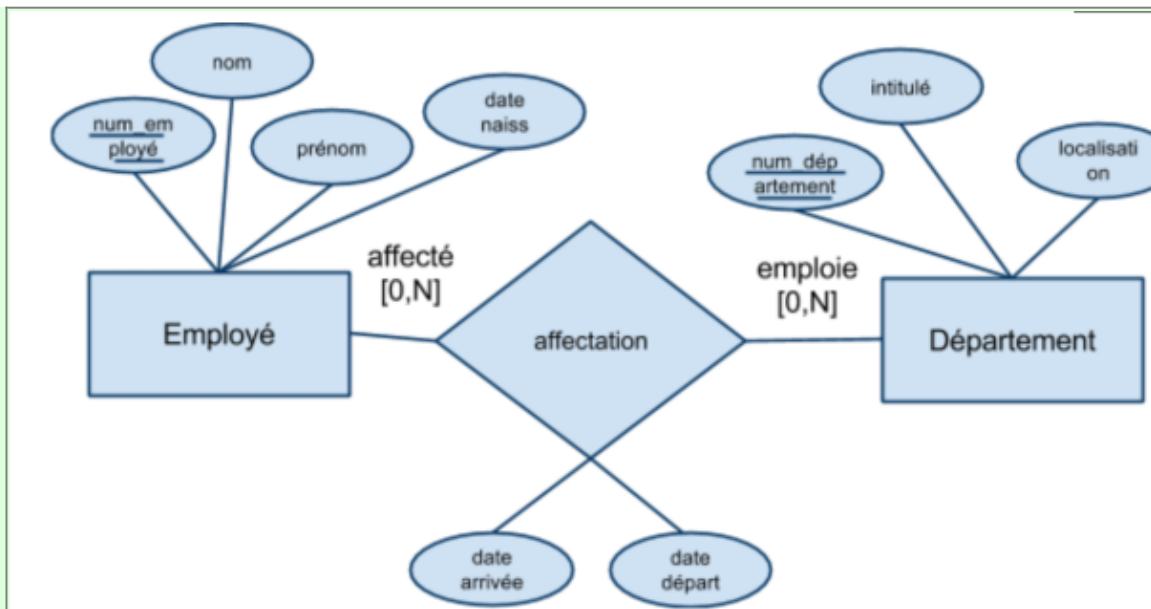 nom
num_em
ployé
prénom
date
naiss
intitulé
num_dép
artement
localisati
on
affecté
[0,N]
emploie
[0,N]
Employé
affectation
Département
date
arrivée
date
départ